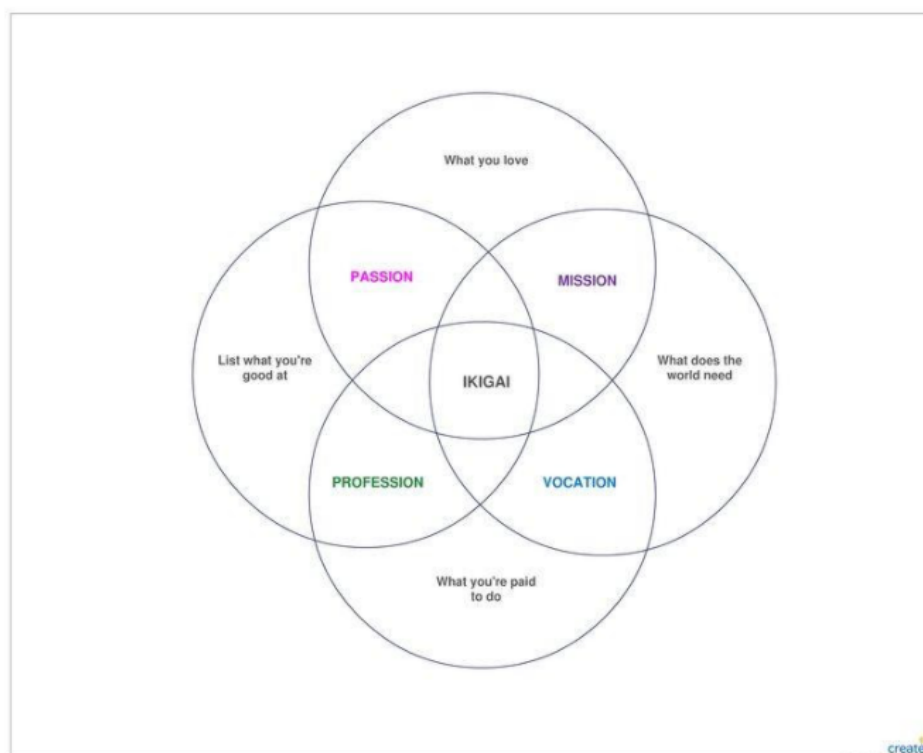 What you love
PASSION
MISSION
List what you're
good at
What does the
world need
IKIGAI
PROFESSION
VOCATION
What you're paid
to do